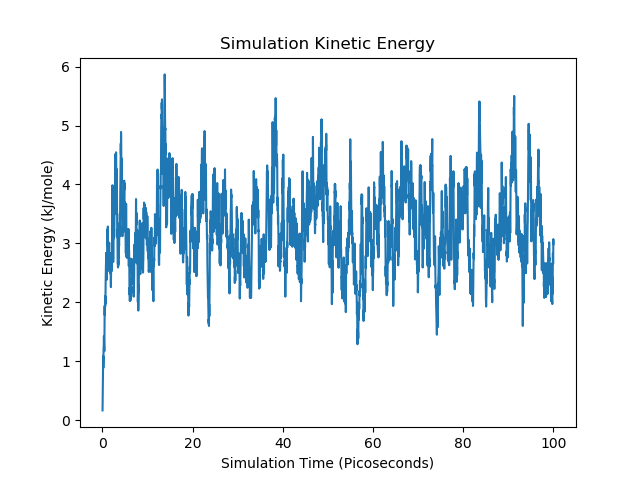 Simulation Kinetic Energy
6
5
4
3
2
1
0
Kinetic Energy (kJ/mole)
0 20 40 60 80 100
Simulation Time (Picoseconds)